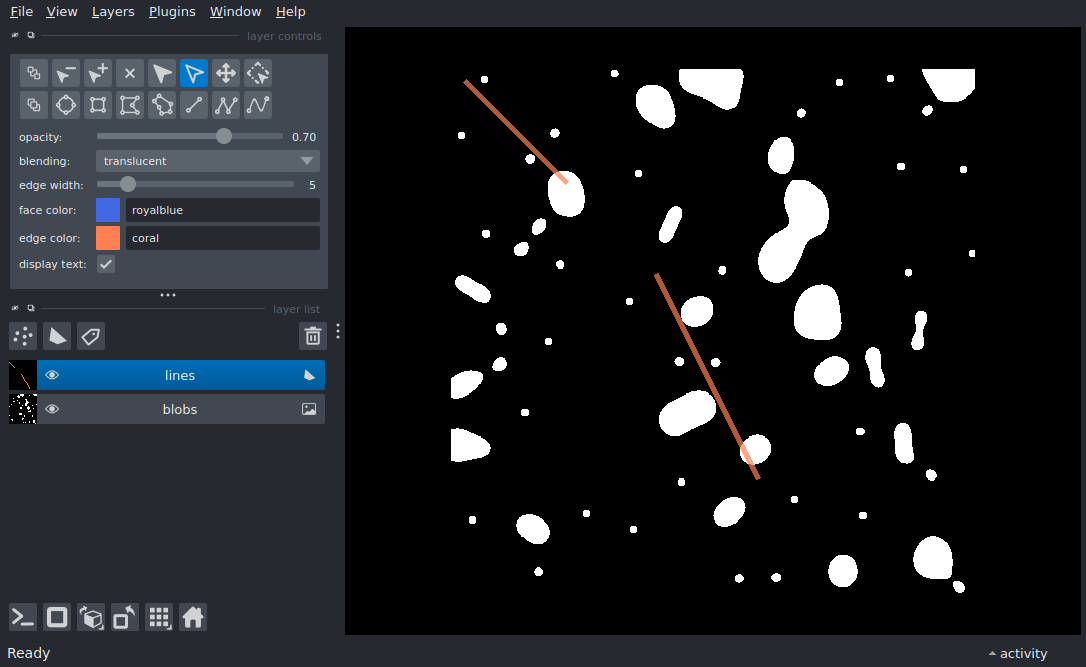 File View Layers Plugins Window Help
layer controls
opacity: 0.70
blending: translucent
edge width: 5
face color: royalblue
edge color: coral
display text:
layer list
lines
blobs
Ready activity